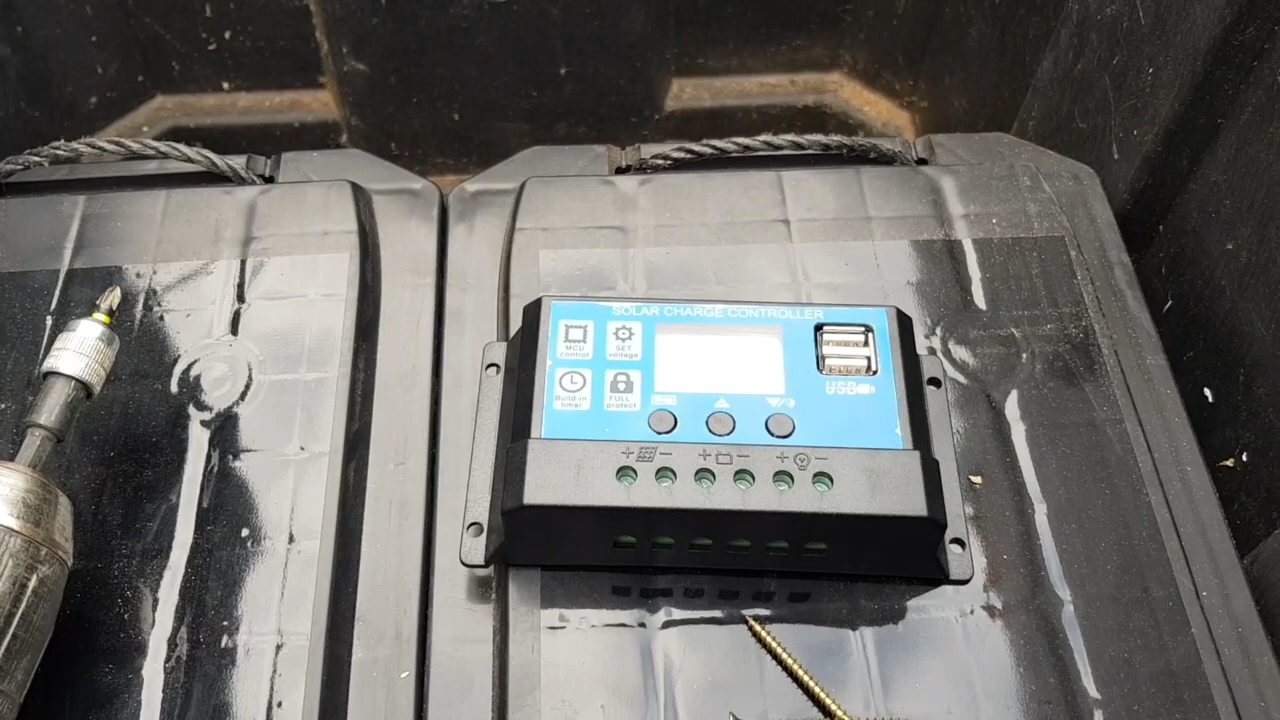 SOLAR CHARGE CONTROLLER
MCU
control
SET
voltage
Build-in
timer
FULL
protect
USB
+ -
+ -
+ -